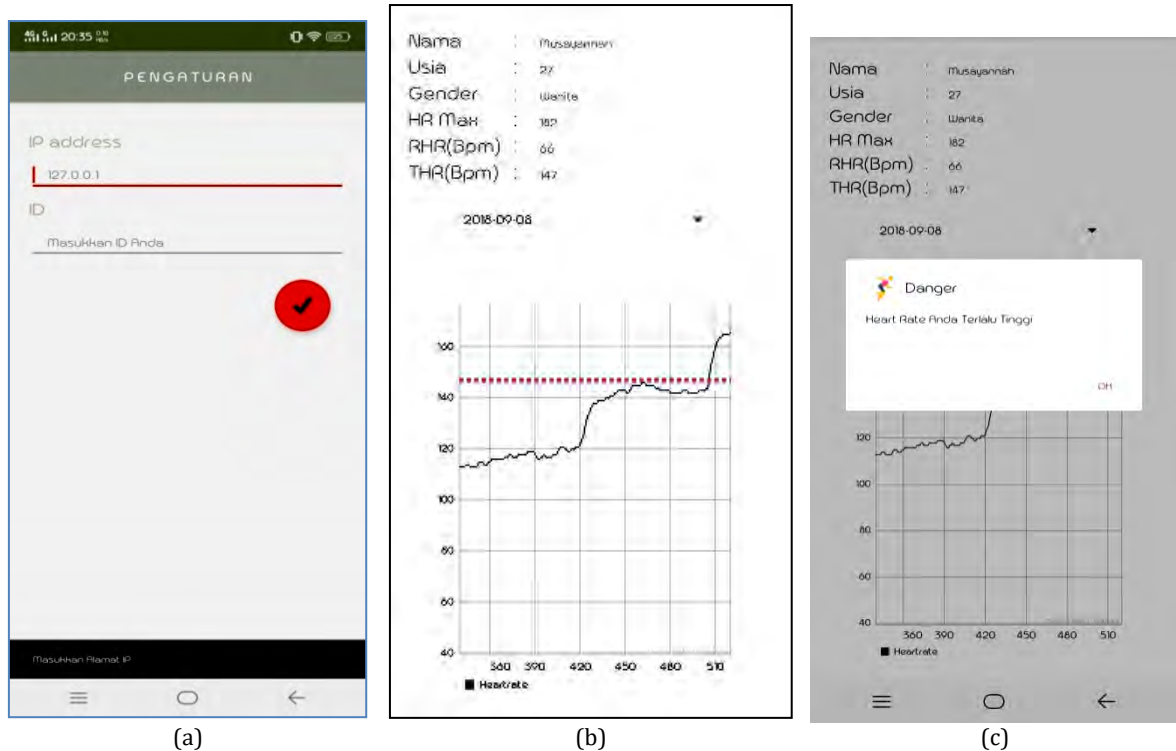 20:35
PENGATURAN
IP address
127.0.0.1
ID
Masukkan ID Anda
Masukkan Alamat IP
(a)
Nama : Musayannah
Usia : 27
Gender : Wanita
HR Max : 182
RHR(Bpm) : 66
THR(Bpm) : 147
2018-09-08
160
140
120
100
80
60
40
360 390 420 450 480 510
Heartrate
(b)
Nama : Musayannah
Usia : 27
Gender : Wanita
HR Max : 182
RHR(Bpm) : 66
THR(Bpm) : 147
2018-09-08
Danger
Heart Rate Anda Terlalu Tinggi
OK
120
100
80
60
40
360 390 420 450 480 510
Heartrate
(c)